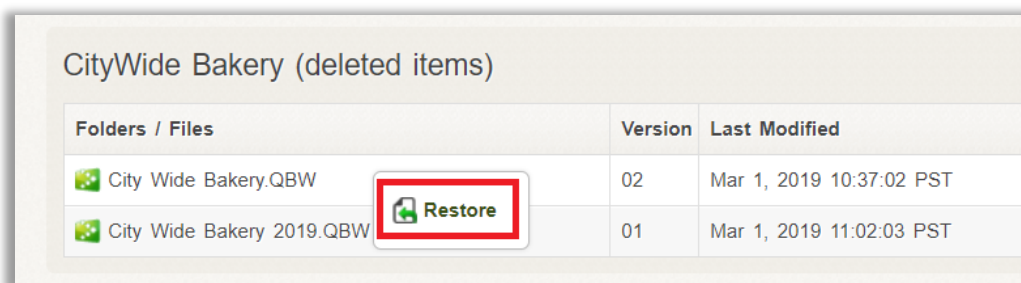 CityWide Bakery (deleted items)
Folders / Files Version Last Modified
City Wide Bakery.QBW 02 Mar 1, 2019 10:37:02 PST
Restore
City Wide Bakery 2019.QBW 01 Mar 1, 2019 11:02:03 PST